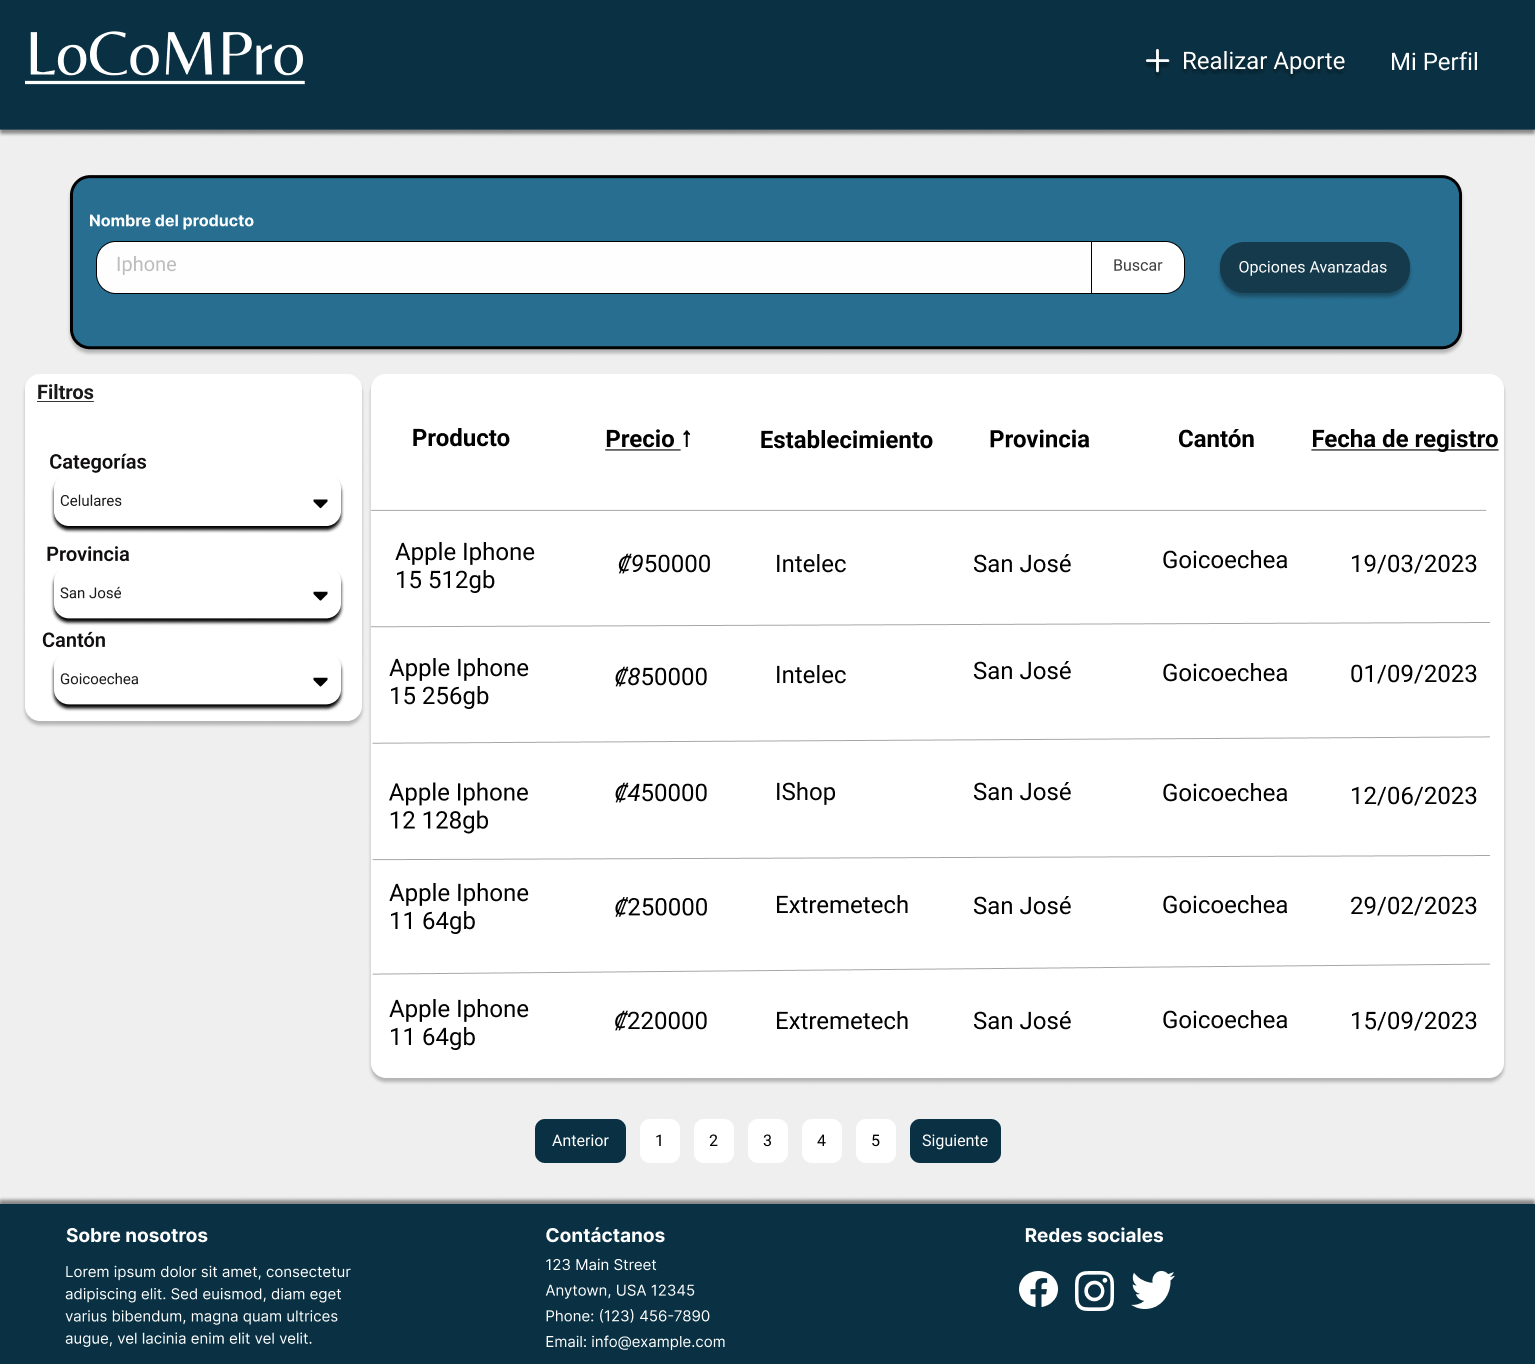 LoCoMPro
Realizar Aporte
Mi Perfil
Nombre del producto
Iphone
Buscar
Opciones Avanzadas
Filtros
Categorías
Celulares
Provincia
San José
Cantón
Goicoechea
Producto
Precio ↑
Establecimiento
Provincia
Cantón
Fecha de registro
Apple Iphone
15 512gb
₡950000
Intelec
San José
Goicoechea
19/03/2023
Apple Iphone
15 256gb
₡850000
Intelec
San José
Goicoechea
01/09/2023
Apple Iphone
12 128gb
₡450000
IShop
San José
Goicoechea
12/06/2023
Apple Iphone
11 64gb
₡250000
Extremetech
San José
Goicoechea
29/02/2023
Apple Iphone
11 64gb
₡220000
Extremetech
San José
Goicoechea
15/09/2023
Anterior
1
2
3
4
5
Siguiente
Sobre nosotros
Lorem ipsum dolor sit amet, consectetur
adipiscing elit. Sed euismod, diam eget
varius bibendum, magna quam ultrices
augue, vel lacinia enim elit vel velit.
Contáctanos
123 Main Street
Anytown, USA 12345
Phone: (123) 456-7890
Email: info@example.com
Redes sociales